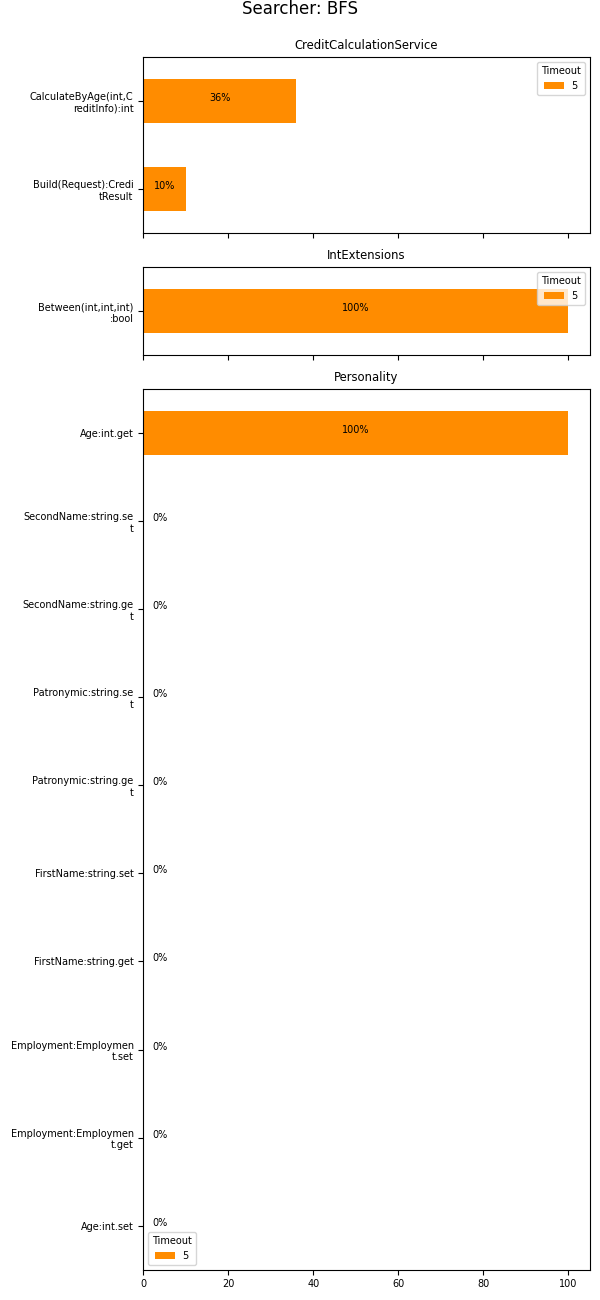 Searcher: BFS
CreditCalculationService
CalculateByAge(int,C
reditInfo):int
36%
Timeout
5
Build(Request):Credi
tResult
10%
IntExtensions
Between(int,int,int)
:bool
100%
Timeout
5
Personality
Age:int.get
100%
SecondName:string.se
t
0%
SecondName:string.ge
t
0%
Patronymic:string.se
t
0%
Patronymic:string.ge
t
0%
FirstName:string.set
0%
FirstName:string.get
0%
Employment:Employmen
t.set
0%
Employment:Employmen
t.get
0%
Age:int.set
0%
Timeout
5
0 20 40 60 80 100